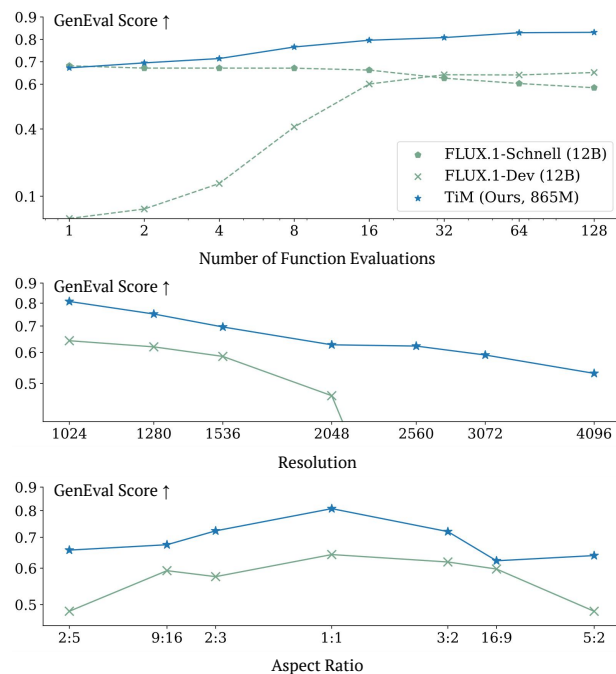 GenEval Score ↑
0.9
0.8
0.7
0.6
0.4
0.1
FLUX.1-Schnell (12B)
FLUX.1-Dev (12B)
TiM (Ours, 865M)
1 2 4 8 16 32 64 128
Number of Function Evaluations
GenEval Score ↑
0.9
0.8
0.7
0.6
0.5
1024 1280 1536 2048 2560 3072 4096
Resolution
GenEval Score ↑
0.9
0.8
0.7
0.6
0.5
2:5 9:16 2:3 1:1 3:2 16:9 5:2
Aspect Ratio